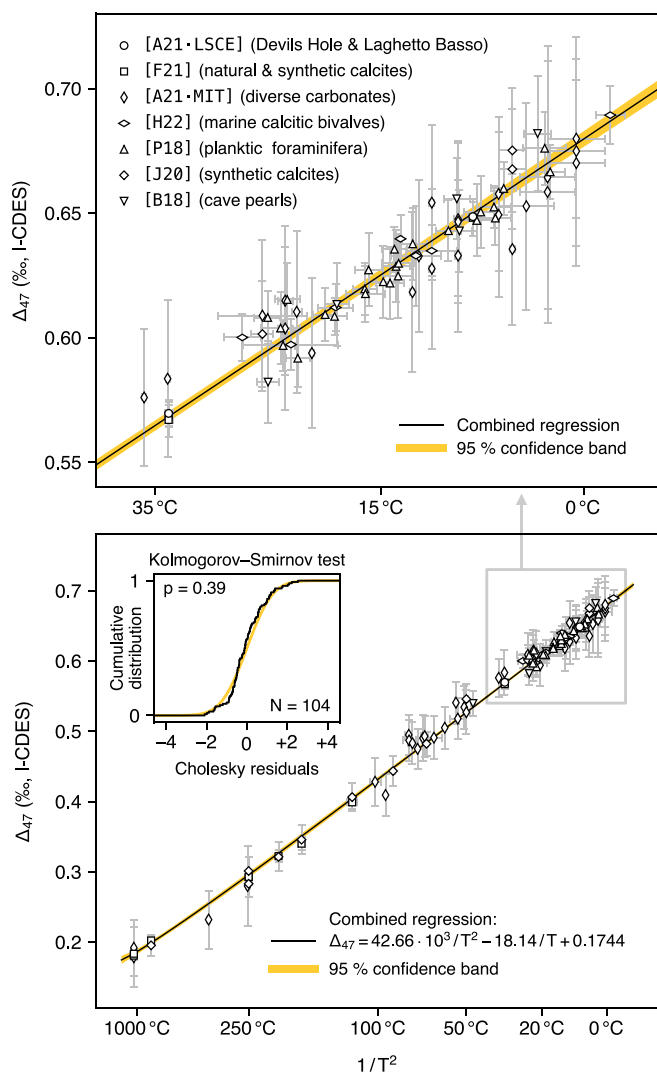 [A21·LSCE] (Devils Hole & Laghetto Basso)
[F21] (natural & synthetic calcites)
[A21·MIT] (diverse carbonates)
[H22] (marine calcitic bivalves)
[P18] (planktic foraminifera)
[J20] (synthetic calcites)
[B18] (cave pearls)
0.70
0.65
0.60
0.55
Δ47 (‰, I-CDES)
Combined regression
95 % confidence band
35 °C
15 °C
0 °C
Kolmogorov–Smirnov test
p = 0.39
N = 104
1
0
Cumulative
distribution
−4
−2
0
+2
+4
Cholesky residuals
0.7
0.6
0.5
0.4
0.3
0.2
Δ47 (‰, I-CDES)
Combined regression:
Δ47 = 42.66 · 10³/T² − 18.14/T + 0.1744
95 % confidence band
1000 °C
250 °C
100 °C
50 °C
20 °C
0 °C
1/T²